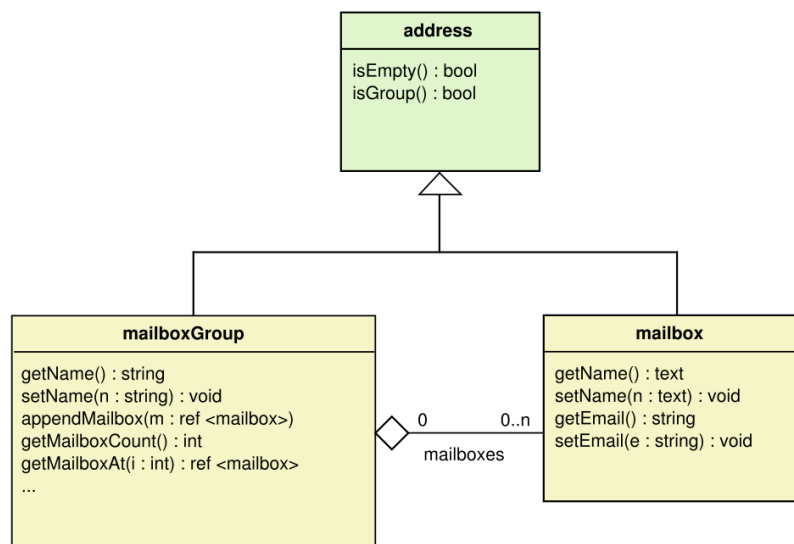 address
isEmpty() : bool
isGroup() : bool
mailboxGroup
getName() : string
setName(n : string) : void
appendMailbox(m : ref <mailbox>)
getMailboxCount() : int
getMailboxAt(i : int) : ref <mailbox>
...
0 0..n
mailboxes
mailbox
getName() : text
setName(n : text) : void
getEmail() : string
setEmail(e : string) : void